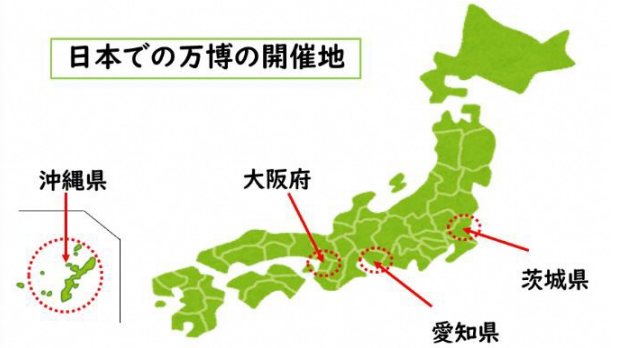 日本での万博の開催地
沖縄県
大阪府
茨城県
愛知県